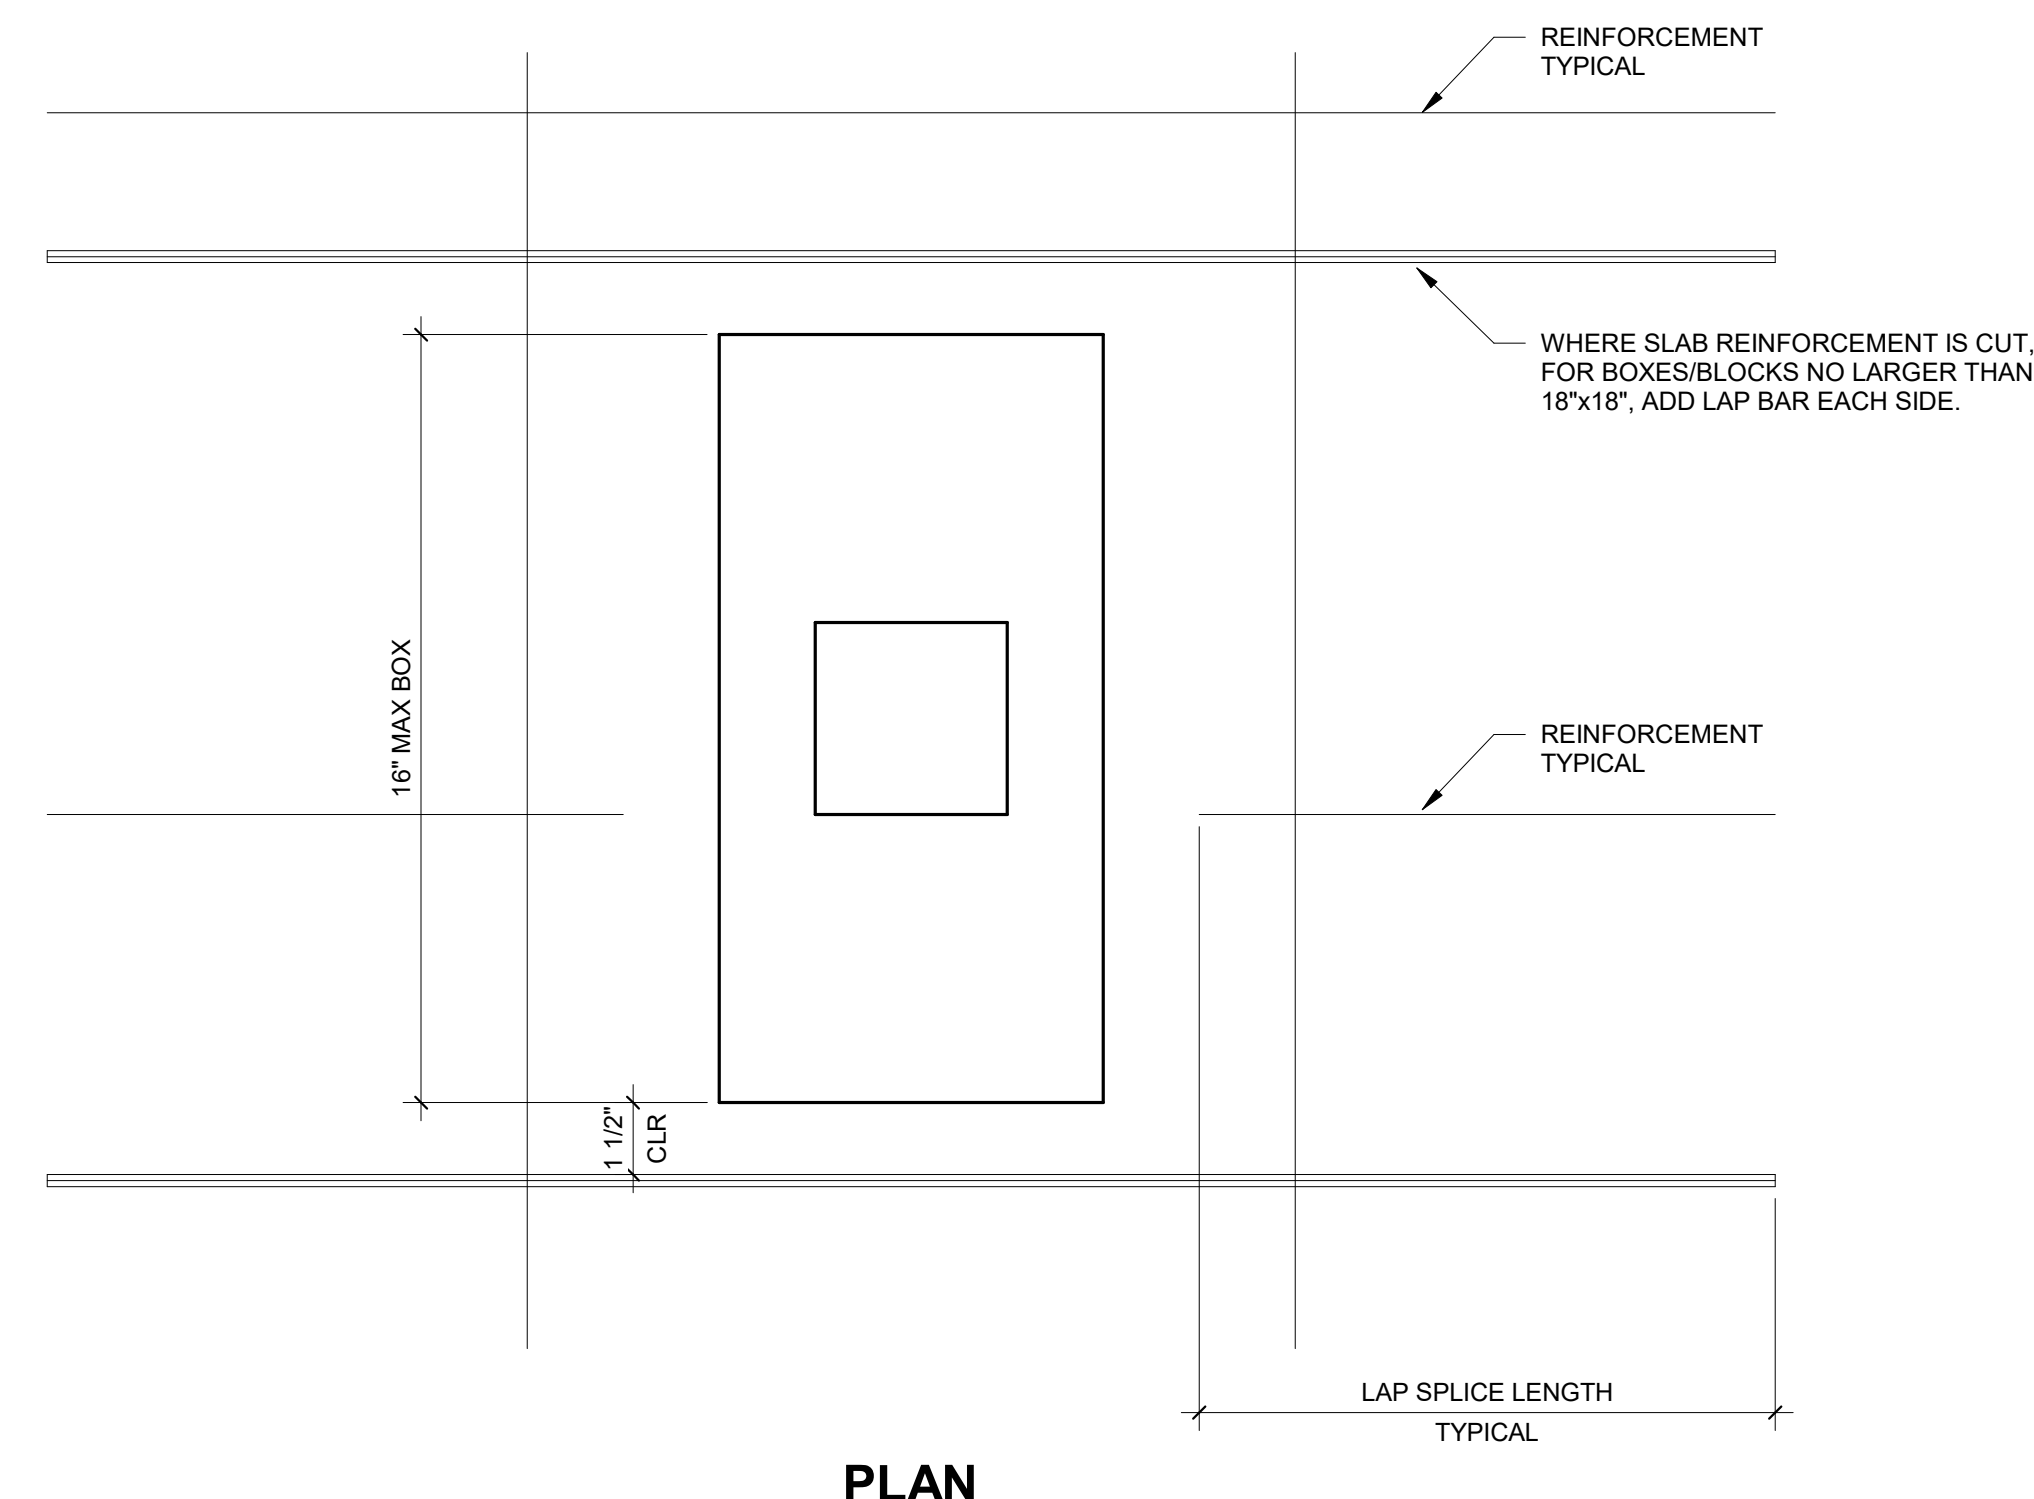 REINFORCEMENT
TYPICAL
WHERE SLAB REINFORCEMENT IS CUT,
FOR BOXES/BLOCKS NO LARGER THAN
18"x18", ADD LAP BAR EACH SIDE.
16" MAX BOX
REINFORCEMENT
TYPICAL
1 1/2"
CLR
LAP SPLICE LENGTH
TYPICAL
PLAN